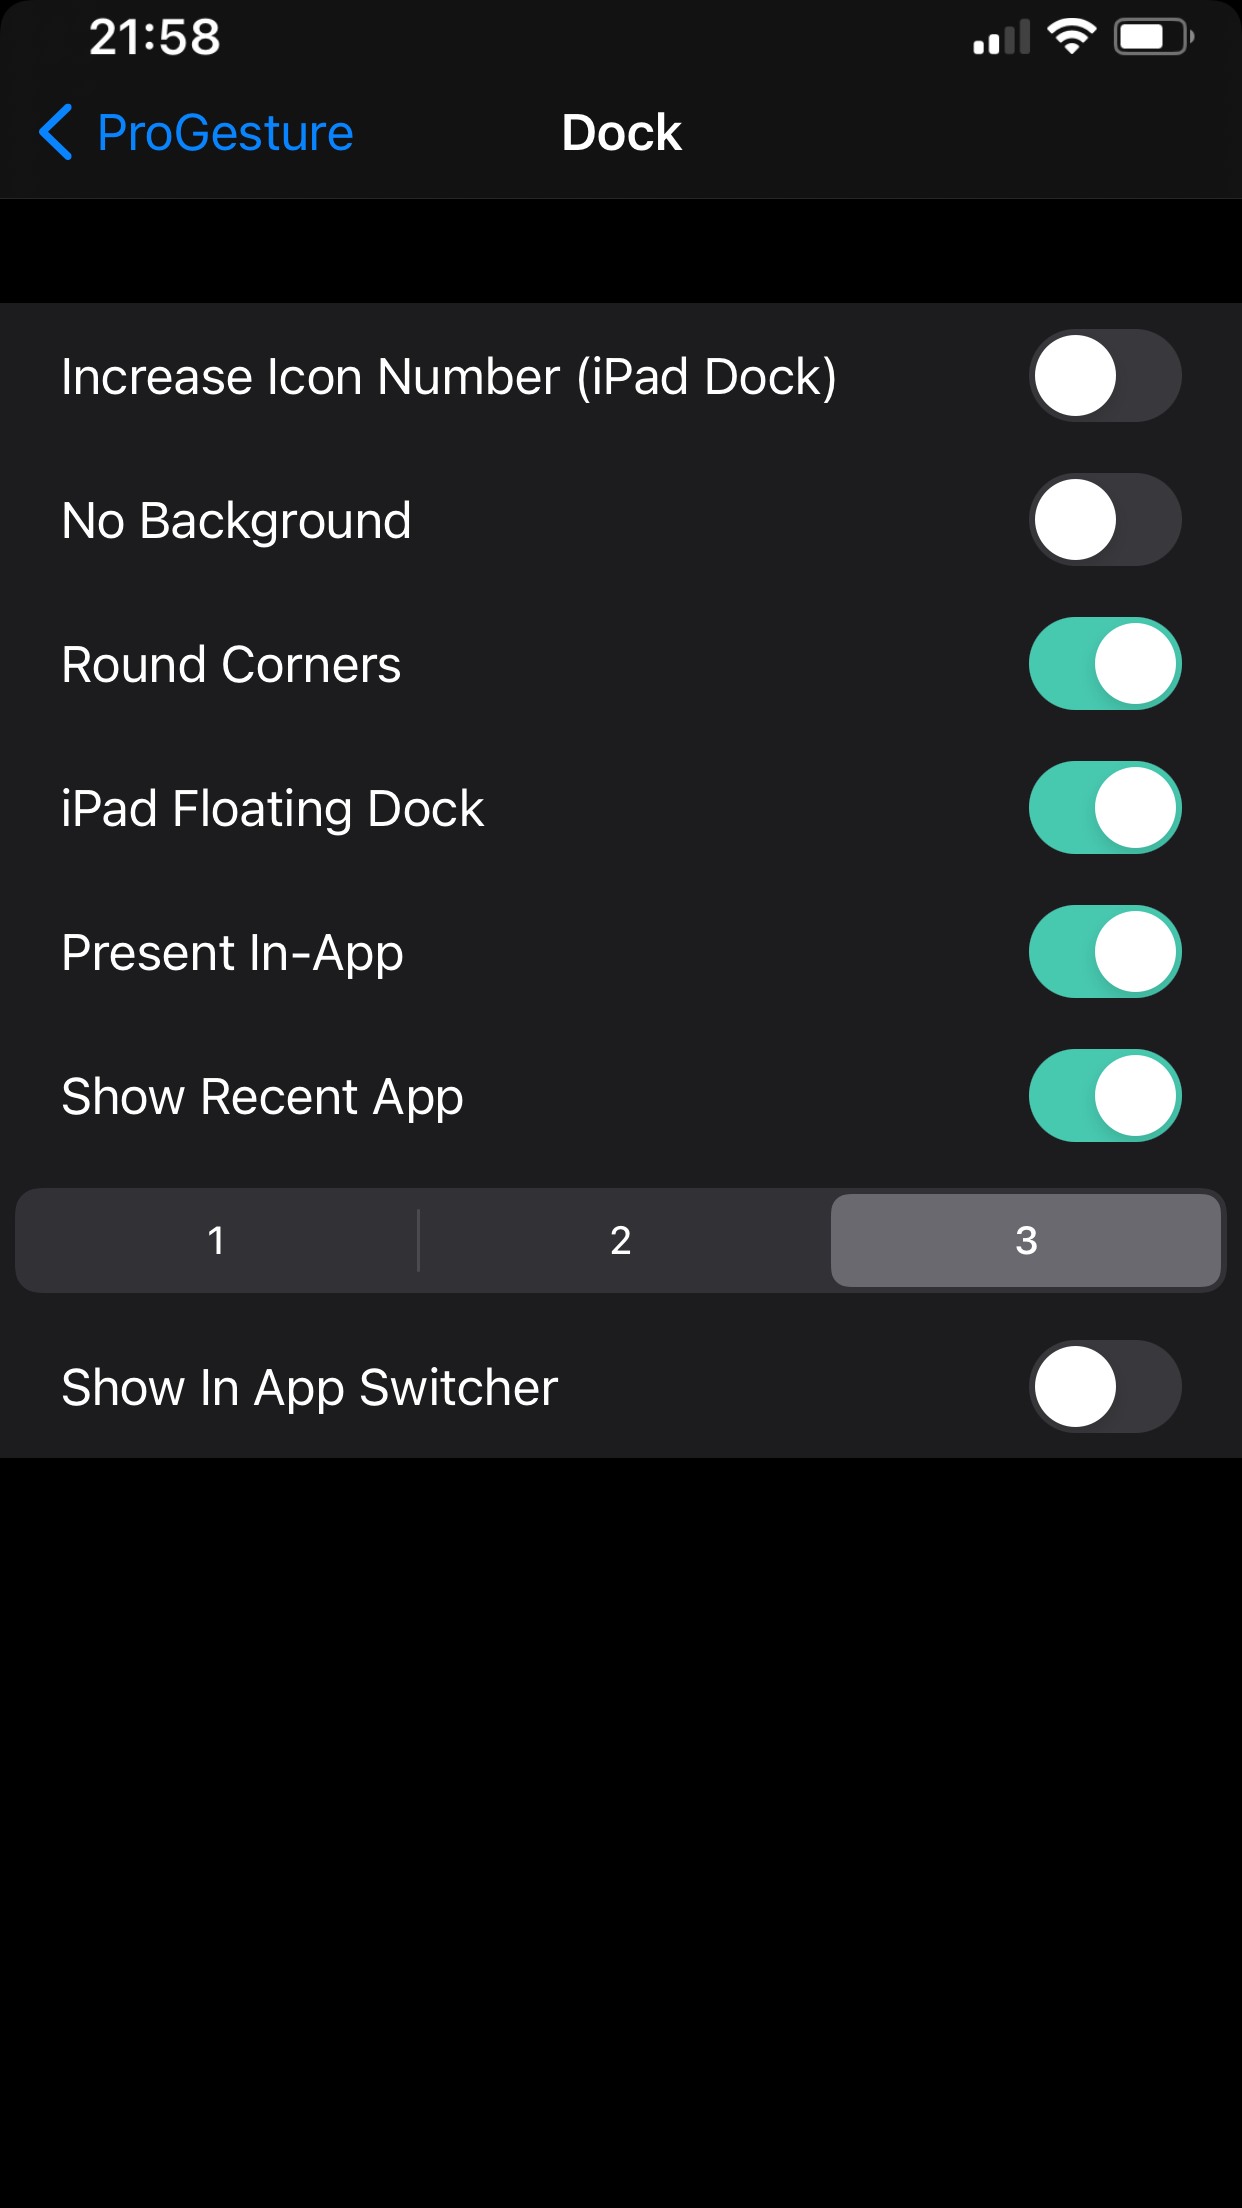 21:58
ProGesture
Dock
Increase Icon Number (iPad Dock)
No Background
Round Corners
iPad Floating Dock
Present In-App
Show Recent App
1 2 3
Show In App Switcher